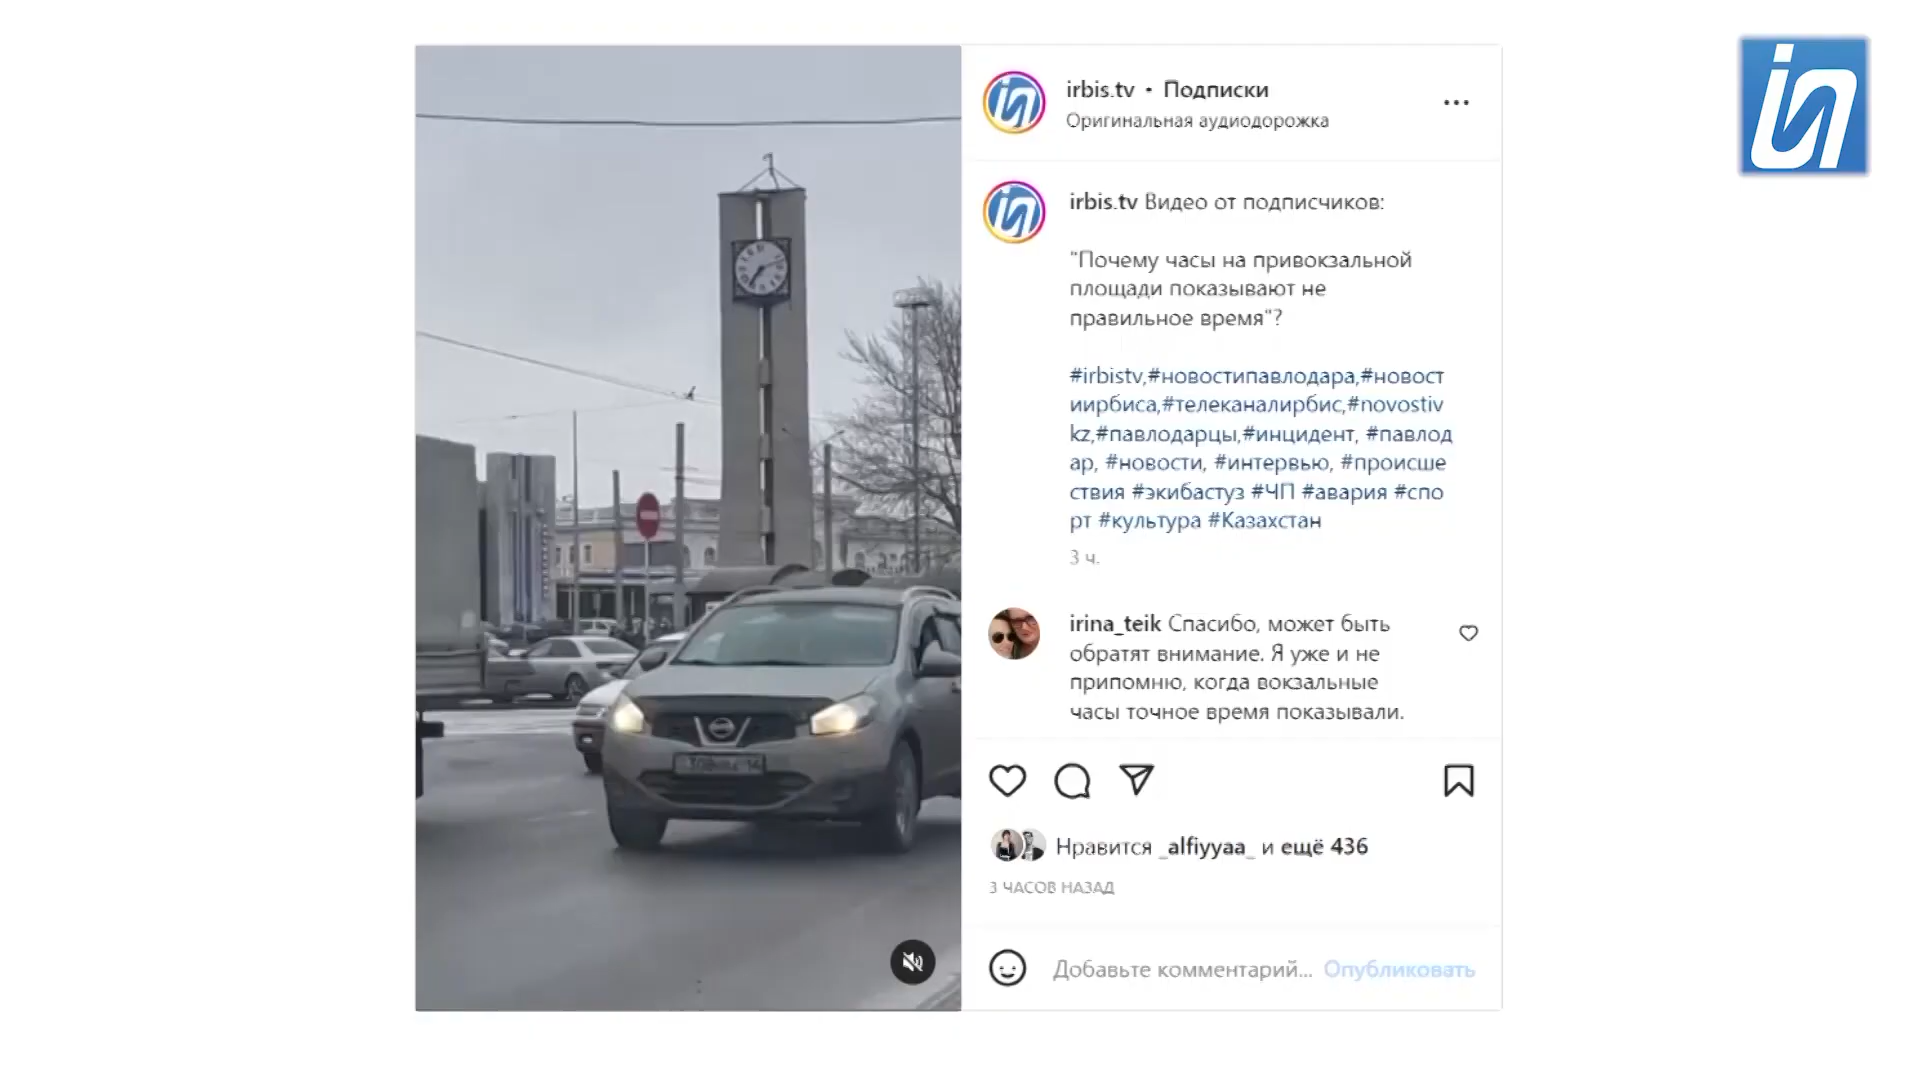 irbis.tv • Подписки
Оригинальная аудиодорожка
irbis.tv Видео от подписчиков:
"Почему часы на привокзальной
площади показывают не
правильное время"?
#irbistv,#новостипавлодара,#новост
иирбиса,#телеканалирбис,#novostiv
kz,#павлодарцы,#инцидент, #павлод
ар, #новости, #интервью, #происше
ствия #экибастуз #ЧП #авария #спо
рт #культура #Казахстан
3 ч.
irina_teik Спасибо, может быть
обратят внимание. Я уже и не
припомню, когда вокзальные
часы точное время показывали.
Нравится _alfiyyaa_ и ещё 436
3 ЧАСОВ НАЗАД
Добавьте комментарий... Опубликовать